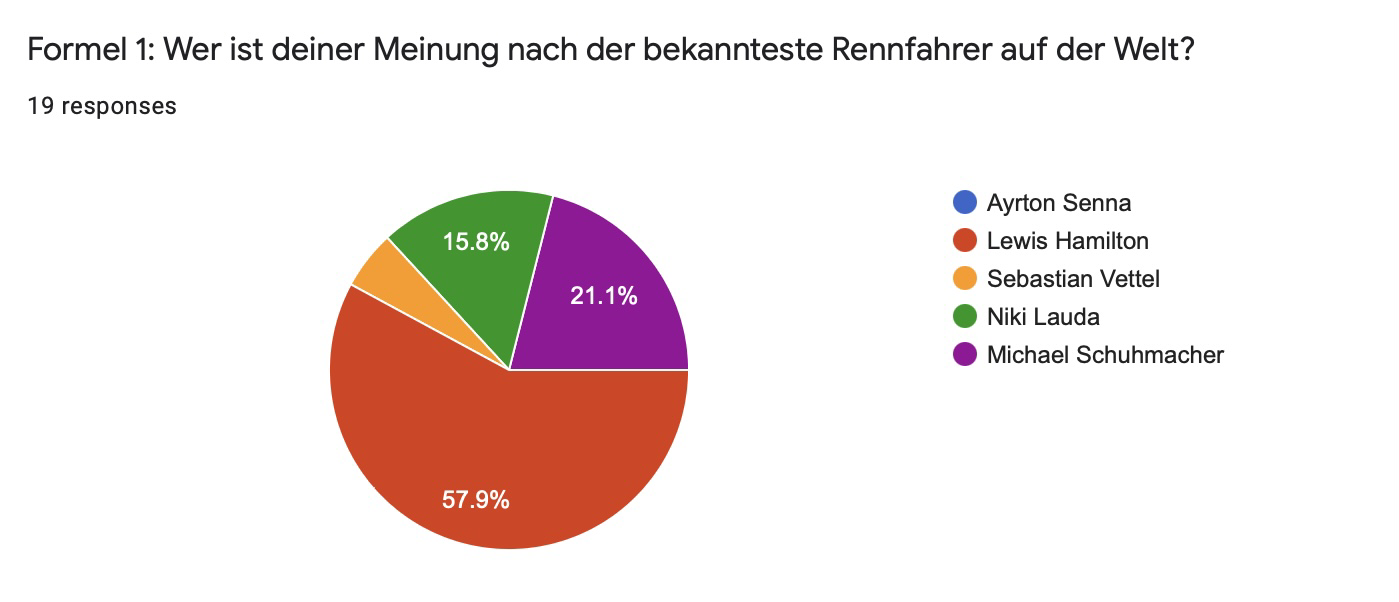 Formel 1: Wer ist deiner Meinung nach der bekannteste Rennfahrer auf der Welt?
19 responses
15.8%
21.1%
57.9%
Ayrton Senna
Lewis Hamilton
Sebastian Vettel
Niki Lauda
Michael Schuhmacher